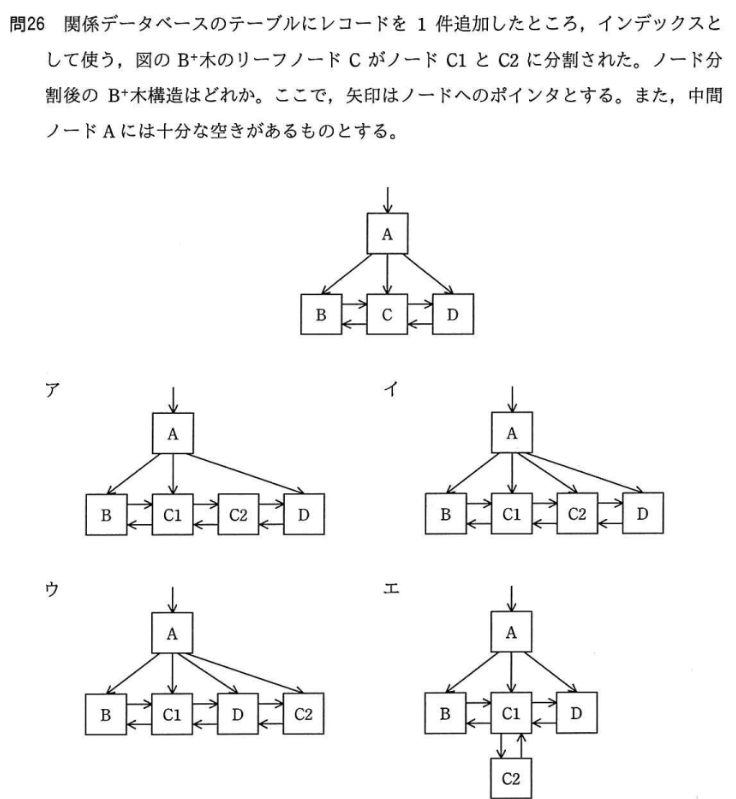 問26 関係データベースのテーブルにレコードを 1 件追加したところ，インデックスと
して使う，図の B⁺木のリーフノード C がノード C1 と C2 に分割された。ノード分
割後の B⁺木構造はどれか。ここで，矢印はノードへのポインタとする。また，中間
ノード A には十分な空きがあるものとする。
A
B C D
ア イ
A A
B C1 C2 D B C1 C2 D
ウ エ
A A
B C1 D C2 B C1 D
C2